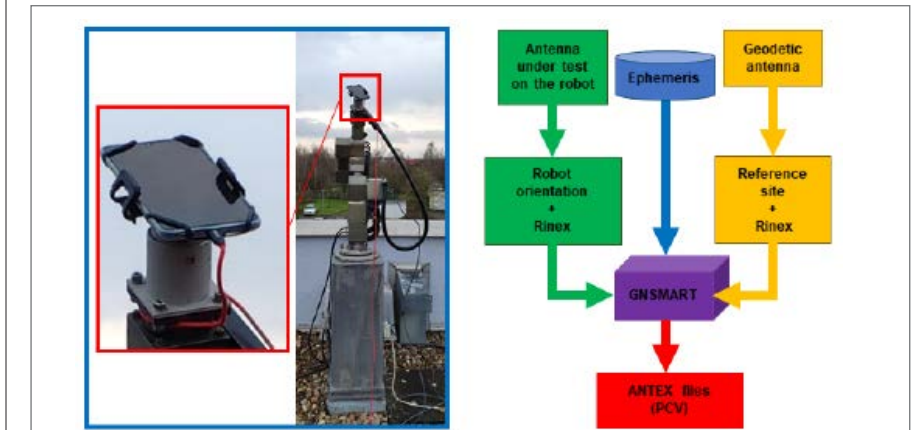 Antenna
under test
on the robot
Ephemeris
Geodetic
antenna
Robot
orientation
+
Rinex
Reference
site
+
Rinex
GNSMART
ANTEX files
(PCV)